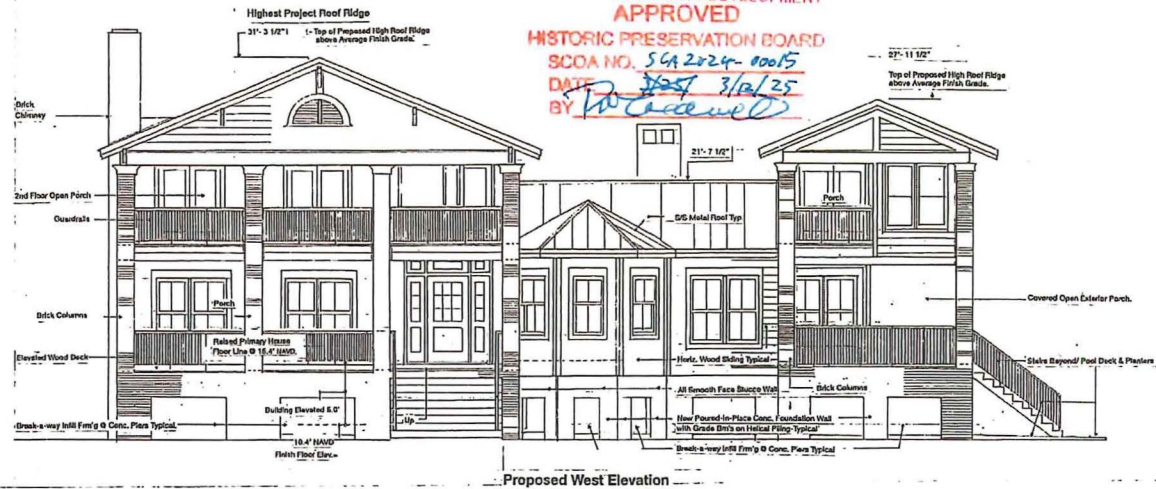 Highest Project Roof Ridge
31'- 3 1/2"
Top of Proposed High Roof Ridge
above Average Finish Grade.
APPROVED
HISTORIC PRESERVATION BOARD
SCOA NO. SCA 2024-00015
DATE 3/12/25
BY
27'- 11 1/2"
Top of Proposed High Roof Ridge
above Average Finish Grade.
Brick
Chimney
21'- 7 1/2"
2nd Floor Open Porch
Porch
Guardrails
S/S Metal Roof Typ
Porch
Covered Open Exterior Porch.
Brick Columns
Raised Primary House
Floor Line @ 16.4' NAVD.
Elevated Wood Deck
Horiz. Wood Siding Typical
Stairs Beyond/ Pool Deck & Planters
All Smooth Face Stucco Wall
Brick Columns
Building Elevated 6.0'
Up
New Poured-in-Place Conc. Foundation Wall
with Grade Bm's on Helical Piling-Typical
Break-a-way Infill Frm'g @ Conc. Piers Typical
10.4' NAVD
Finish Floor Elev.
Break-a-way Infill Frm'g @ Conc. Piers Typical
Proposed West Elevation